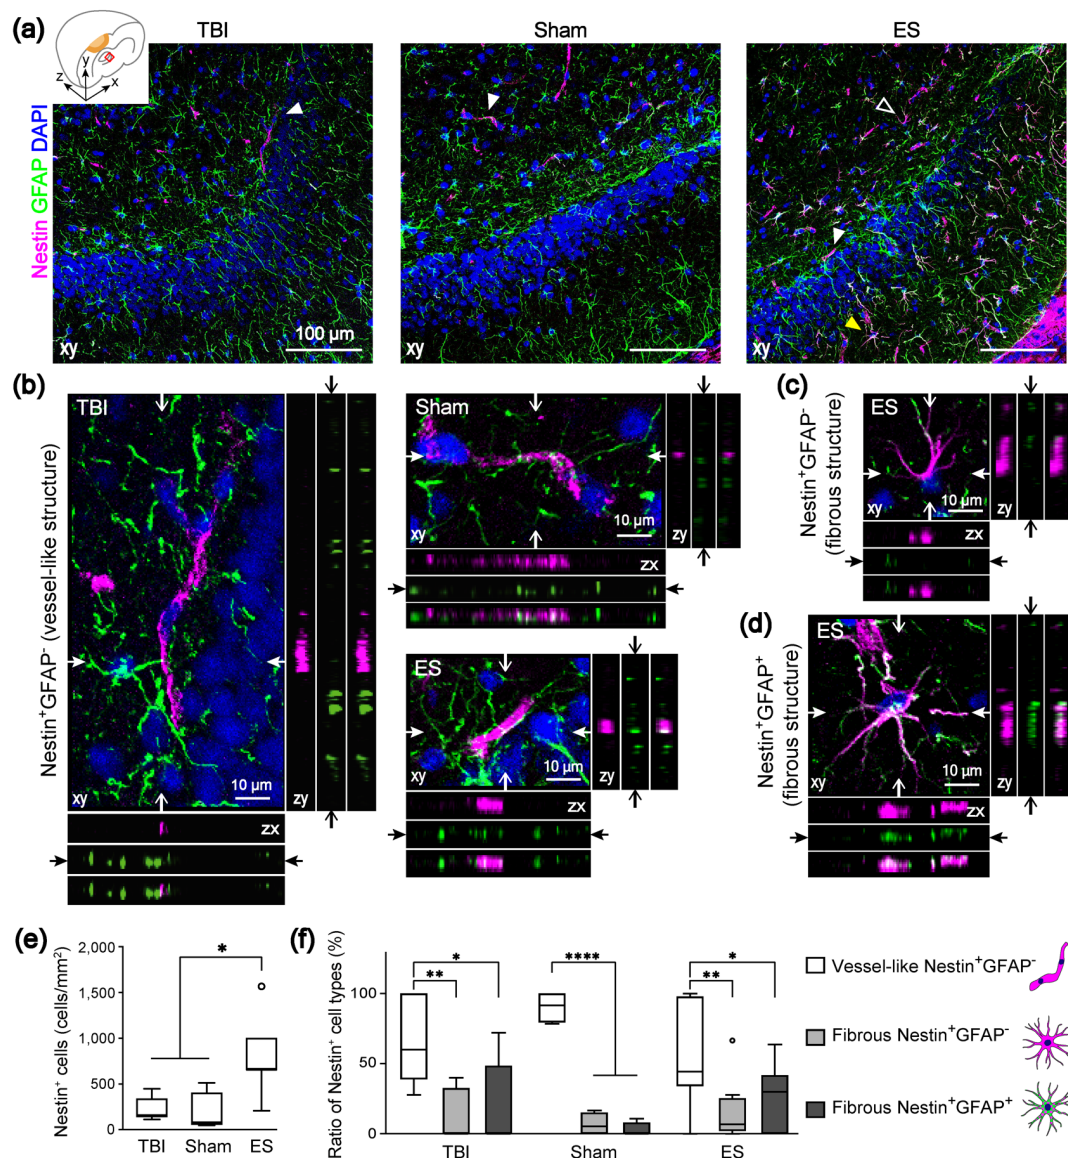 (a)
TBI
Sham
ES
z
y
x
Nestin GFAP DAPI
xy
100 µm
xy
xy
(b)
Nestin⁺GFAP⁻ (vessel-like structure)
TBI
xy
10 µm
zy
zx
Sham
xy
10 µm
zy
zx
ES
xy
10 µm
zy
zx
(c)
Nestin⁺GFAP⁻
(fibrous structure)
ES
xy
10 µm
zy
zx
(d)
Nestin⁺GFAP⁺
(fibrous structure)
ES
xy
10 µm
zy
zx
(e)
Nestin⁺ cells (cells/mm²)
2,000
1,500
1,000
500
0
*
TBI
Sham
ES
(f)
Ratio of Nestin⁺ cell types (%)
100
50
0
**
*
****
**
*
TBI
Sham
ES
Vessel-like Nestin⁺GFAP⁻
Fibrous Nestin⁺GFAP⁻
Fibrous Nestin⁺GFAP⁺